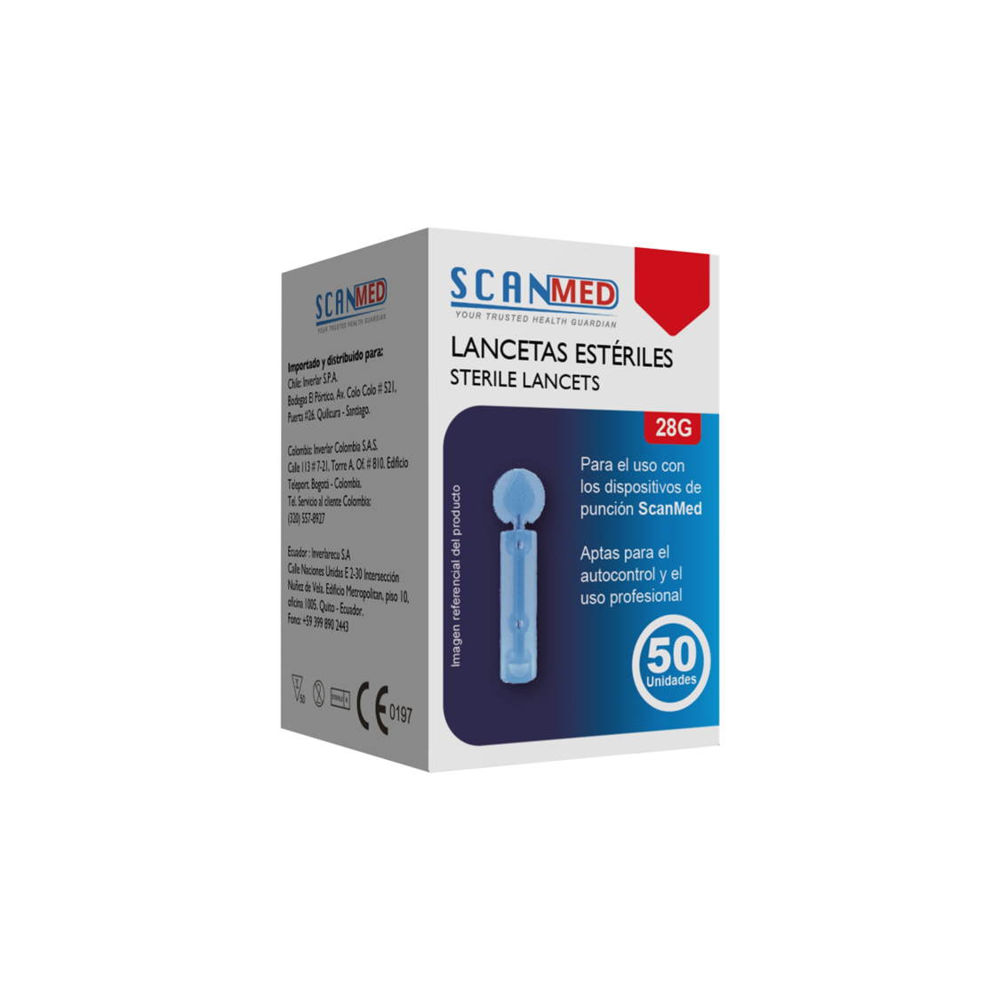 SCANMED
YOUR TRUSTED HEALTH GUARDIAN
Importado y distribuido para:
Chile: Inverlar S.P.A.
Bodegas El Pórtico, Av. Colo Colo # 521,
Puerta #26. Quilicura - Santiago.
Colombia: Inverlar Colombia S.A.S.
Calle 113 # 7-21, Torre A. Of. # 810. Edificio
Teleport. Bogotá - Colombia.
Tel. Servicio al cliente Colombia:
(320) 557-8927
Ecuador : Inverlarecu S.A
Calle Naciones Unidas E 2-30 Intersección
Nuñez de Vela. Edificio Metropolitan, piso 10,
oficina 1005. Quito - Ecuador.
Fono: +59 399 890 2443
50
STERILE R
CE 0197
SCANMED
YOUR TRUSTED HEALTH GUARDIAN
LANCETAS ESTÉRILES
STERILE LANCETS
28G
Imagen referencial del producto
Para el uso con
los dispositivos de
punción ScanMed
Aptas para el
autocontrol y el
uso profesional
50
Unidades